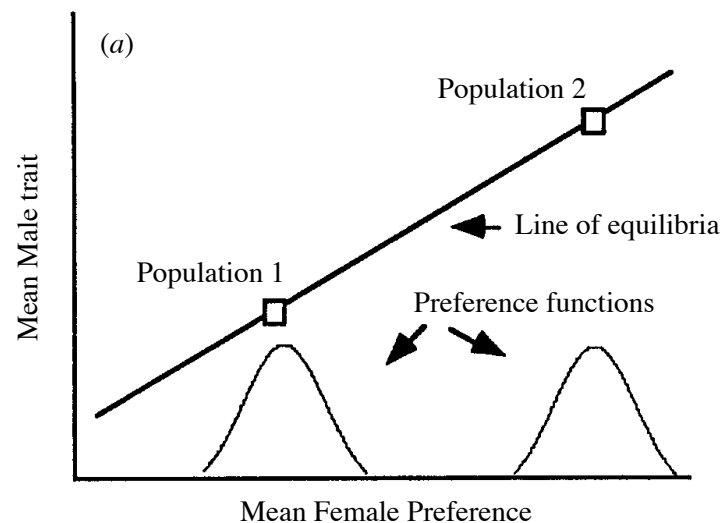 (a)
Population 2
Line of equilibria
Population 1
Preference functions
Mean Male trait
Mean Female Preference